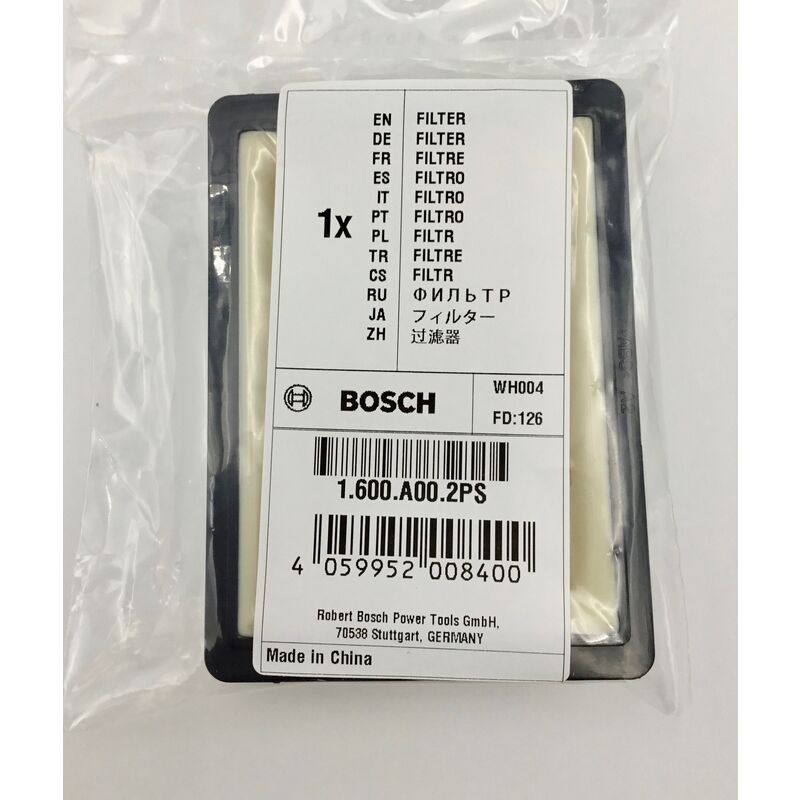 1x
EN FILTER
DE FILTER
FR FILTRE
ES FILTRO
IT FILTRO
PT FILTRO
PL FILTR
TR FILTRE
CS FILTR
RU ФИЛЬТР
JA フィルター
ZH 过滤器
BOSCH
WH004
FD:126
1.600.A00.2PS
4 059952 008400
Robert Bosch Power Tools GmbH,
70538 Stuttgart, GERMANY
Made in China